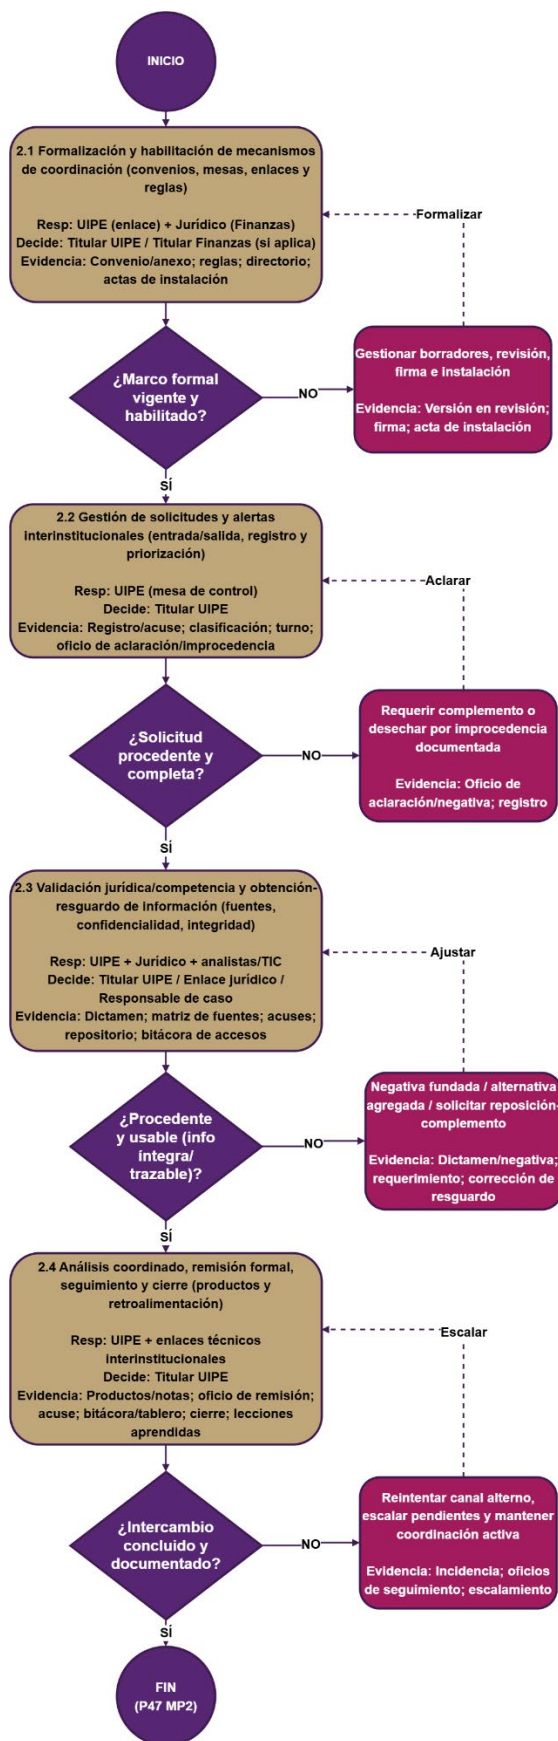 INICIO
2.1 Formalización y habilitación de mecanismos
de coordinación (convenios, mesas, enlaces y
reglas)
Resp: UIPE (enlace) + Jurídico (Finanzas)
Decide: Titular UIPE / Titular Finanzas (si aplica)
Evidencia: Convenio/anexo; reglas; directorio;
actas de instalación
Formalizar
¿Marco formal
vigente y
habilitado?
NO
Gestionar borradores, revisión,
firma e instalación
Evidencia: Versión en revisión;
firma; acta de instalación
SÍ
2.2 Gestión de solicitudes y alertas
interinstitucionales (entrada/salida, registro y
priorización)
Resp: UIPE (mesa de control)
Decide: Titular UIPE
Evidencia: Registro/acuse; clasificación; turno;
oficio de aclaración/improcedencia
Aclarar
¿Solicitud
procedente y
completa?
NO
Requerir complemento o
desechar por improcedencia
documentada
Evidencia: Oficio de
aclaración/negativa; registro
SÍ
2.3 Validación jurídica/competencia y obtención-
resguardo de información (fuentes,
confidencialidad, integridad)
Resp: UIPE + Jurídico + analistas/TIC
Decide: Titular UIPE / Enlace jurídico /
Responsable de caso
Evidencia: Dictamen; matriz de fuentes; acuses;
repositorio; bitácora de accesos
Ajustar
¿Procedente
y usable (info
íntegra/
trazable)?
NO
Negativa fundada / alternativa
agregada / solicitar reposición-
complemento
Evidencia: Dictamen/negativa;
requerimiento; corrección de
resguardo
SÍ
2.4 Análisis coordinado, remisión formal,
seguimiento y cierre (productos y
retroalimentación)
Resp: UIPE + enlaces técnicos
interinstitucionales
Decide: Titular UIPE
Evidencia: Productos/notas; oficio de remisión;
acuse; bitácora/tablero; cierre; lecciones
aprendidas
Escalar
¿Intercambio
concluido y
documentado?
NO
Reintentar canal alterno,
escalar pendientes y mantener
coordinación activa
Evidencia: Incidencia; oficios
de seguimiento; escalamiento
SÍ
FIN
(P47 MP2)